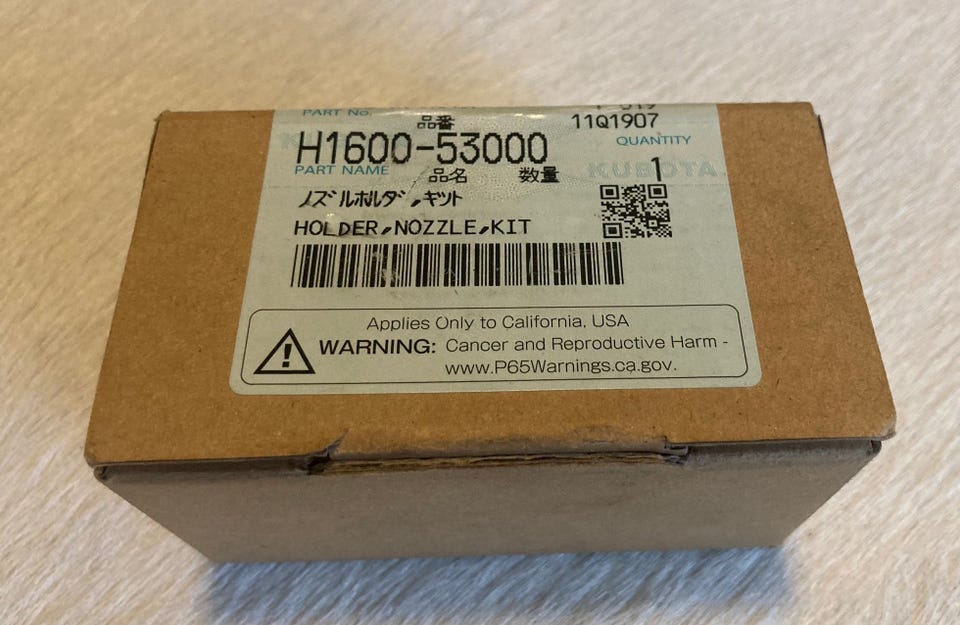 PART No.
品番
11Q1907
H1600-53000
QUANTITY
PART NAME
品名
数量
1
KUBOTA
ノズルホルダ,キット
HOLDER,NOZZLE,KIT
Applies Only to California, USA
WARNING: Cancer and Reproductive Harm -
www.P65Warnings.ca.gov.